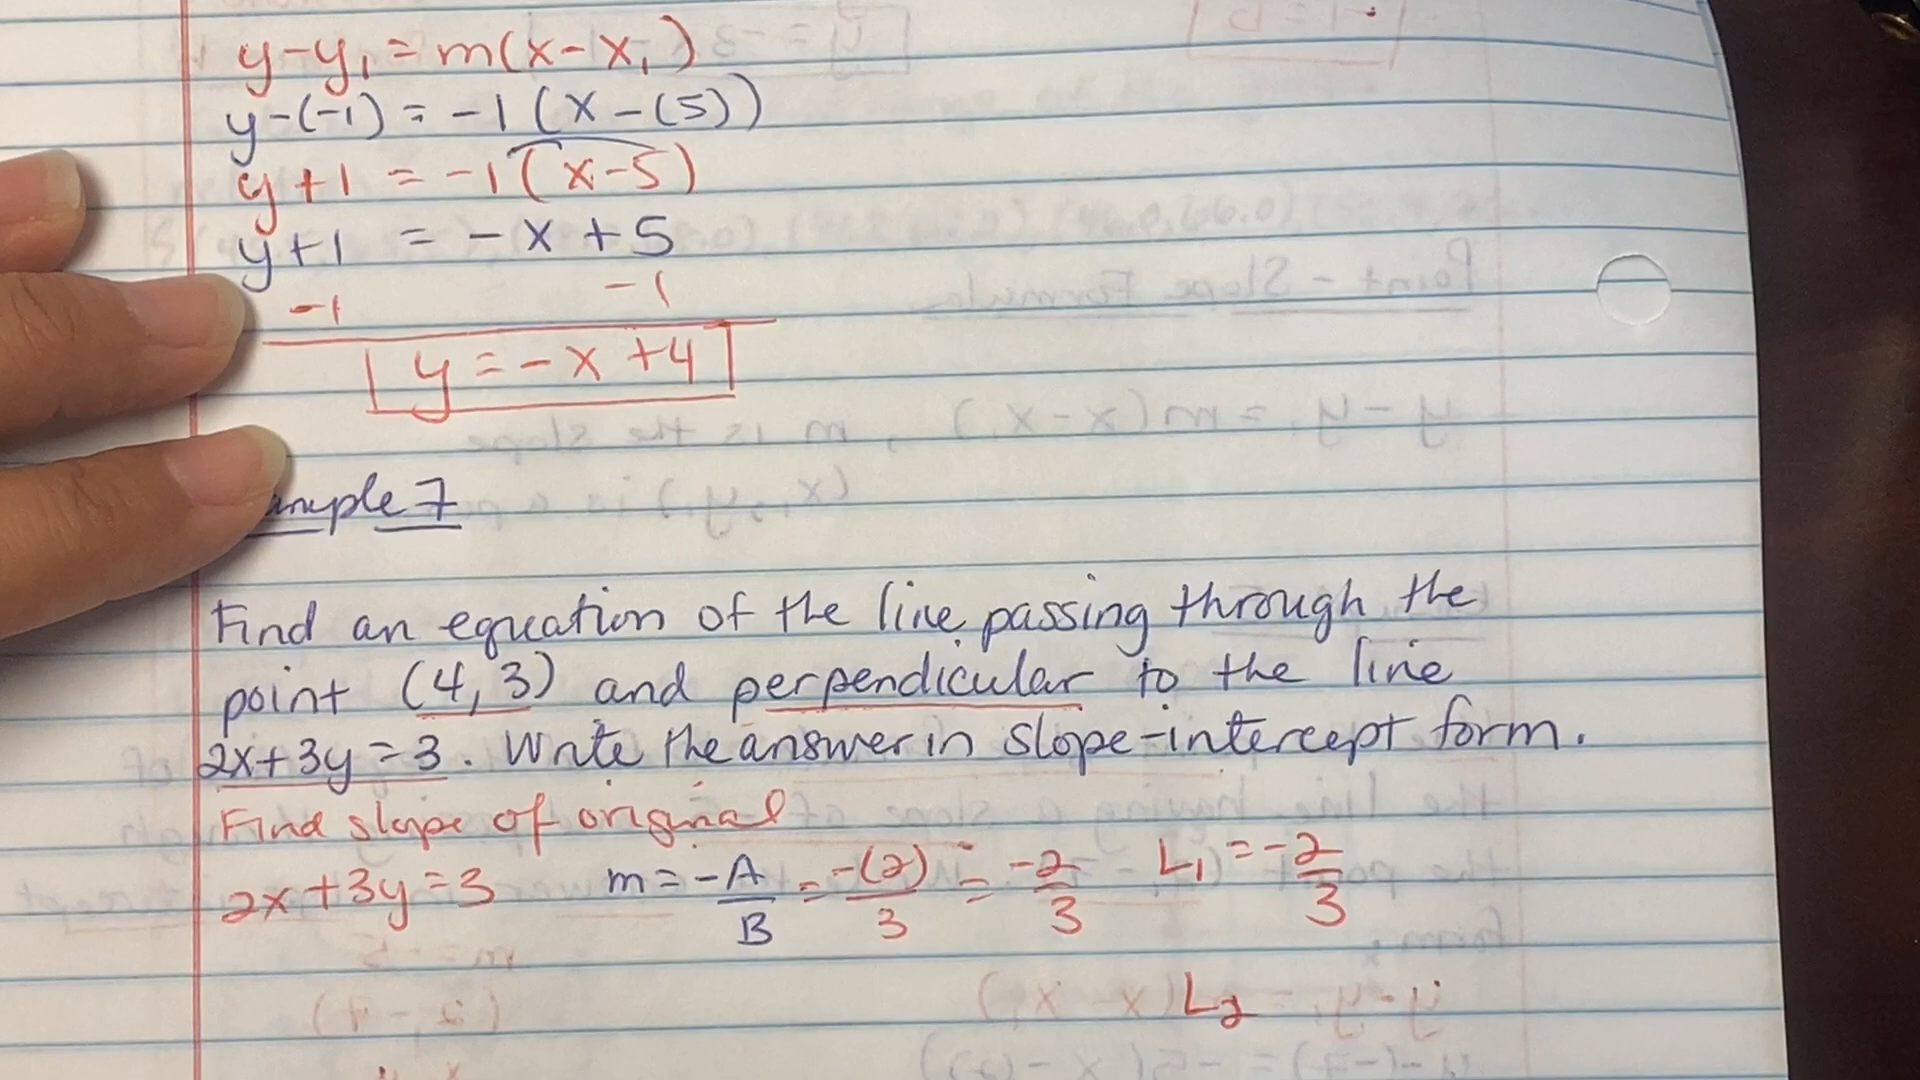 y-y₁ = m(x-x₁)
y-(-1) = -1(x-(5))
y+1 = -1(x-5)
y+1 = -x+5
-1 -1
y = -x+4
ample 7
Find an equation of the line passing through the
point (4,3) and perpendicular to the line
2x+3y=3. Write the answer in slope-intercept form.
Find slope of original
2x+3y=3 m = -A/B = -(2)/3 = -2/3 L₁ = -2/3
L₂